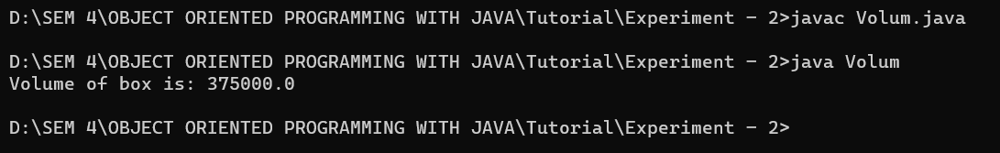 D:\SEM 4\OBJECT ORIENTED PROGRAMMING WITH JAVA\Tutorial\Experiment - 2>javac Volum.java
D:\SEM 4\OBJECT ORIENTED PROGRAMMING WITH JAVA\Tutorial\Experiment - 2>java Volum
Volume of box is: 375000.0
D:\SEM 4\OBJECT ORIENTED PROGRAMMING WITH JAVA\Tutorial\Experiment - 2>